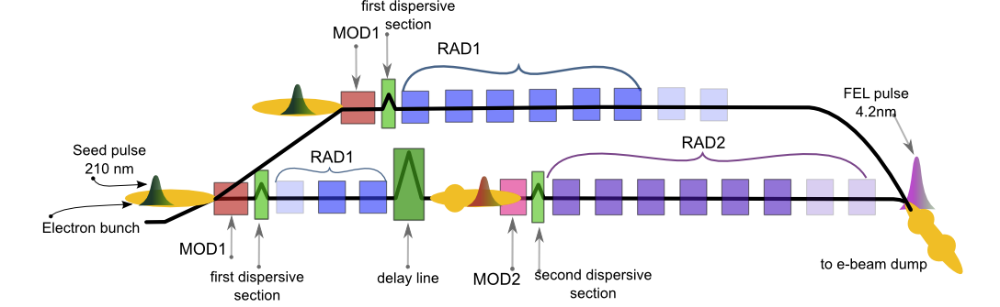 first dispersive
section
MOD1
RAD1
FEL pulse
4.2nm
Seed pulse
210 nm
RAD1
RAD2
Electron bunch
MOD1
first dispersive
section
delay line
MOD2
second dispersive
section
to e-beam dump